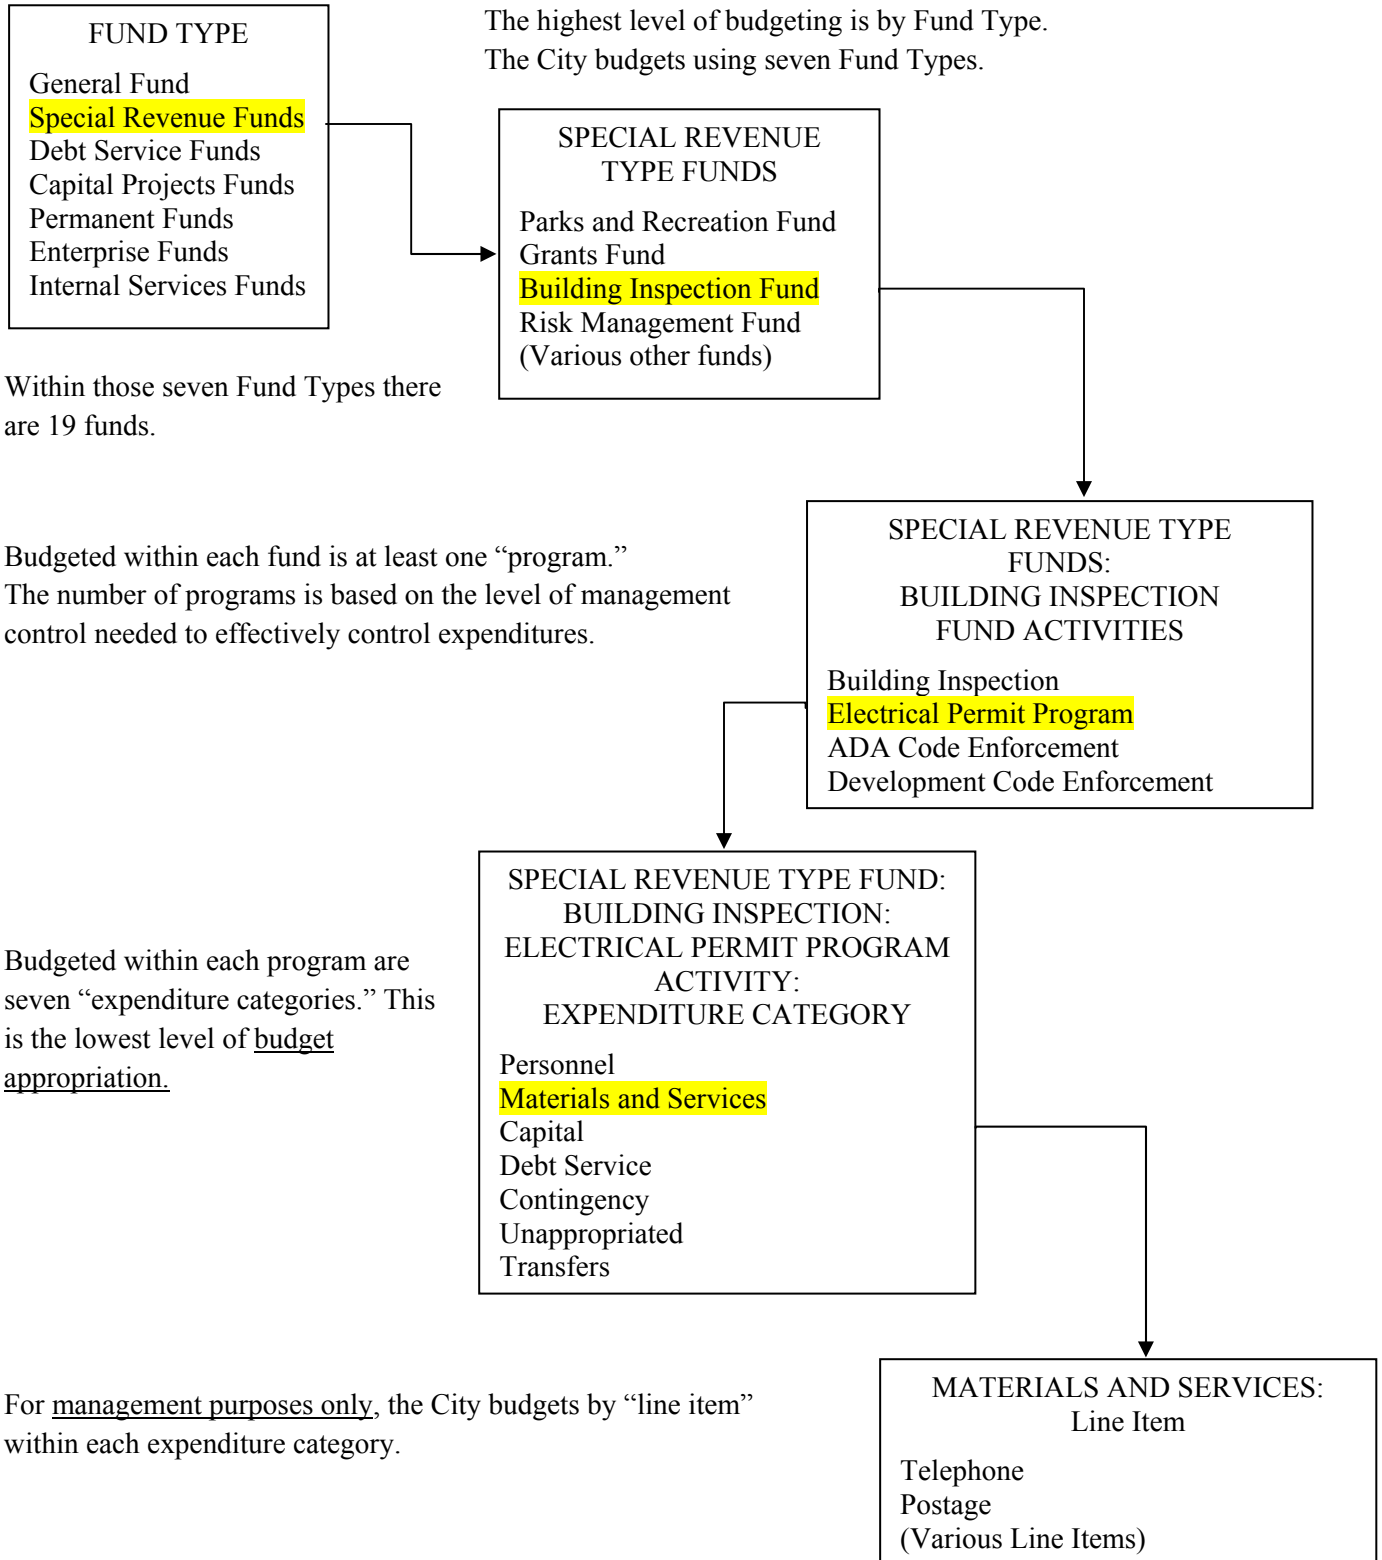 FUND TYPE
General Fund
Special Revenue Funds
Debt Service Funds
Capital Projects Funds
Permanent Funds
Enterprise Funds
Internal Services Funds
The highest level of budgeting is by Fund Type.
The City budgets using seven Fund Types.
SPECIAL REVENUE
TYPE FUNDS
Parks and Recreation Fund
Grants Fund
Building Inspection Fund
Risk Management Fund
(Various other funds)
Within those seven Fund Types there
are 19 funds.
SPECIAL REVENUE TYPE
FUNDS:
BUILDING INSPECTION
FUND ACTIVITIES
Building Inspection
Electrical Permit Program
ADA Code Enforcement
Development Code Enforcement
Budgeted within each fund is at least one “program.”
The number of programs is based on the level of management
control needed to effectively control expenditures.
SPECIAL REVENUE TYPE FUND:
BUILDING INSPECTION:
ELECTRICAL PERMIT PROGRAM
ACTIVITY:
EXPENDITURE CATEGORY
Personnel
Materials and Services
Capital
Debt Service
Contingency
Unappropriated
Transfers
Budgeted within each program are
seven “expenditure categories.” This
is the lowest level of budget
appropriation.
MATERIALS AND SERVICES:
Line Item
Telephone
Postage
(Various Line Items)
For management purposes only, the City budgets by “line item”
within each expenditure category.